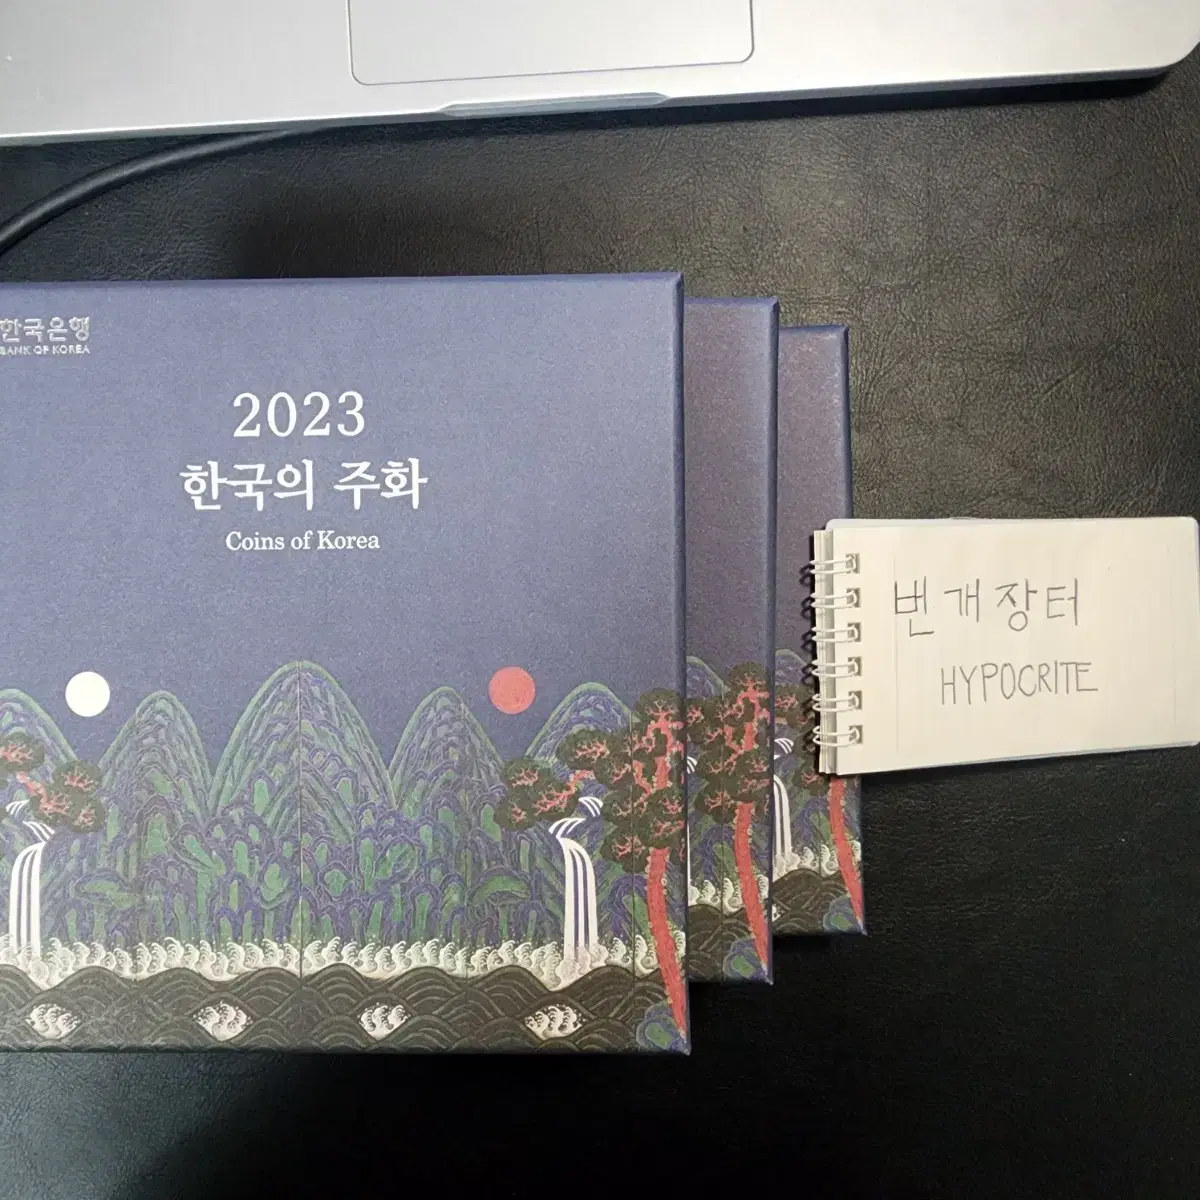 한국은행
BANK OF KOREA
2023
한국의 주화
Coins of Korea
번개장터
HYPOCRITE